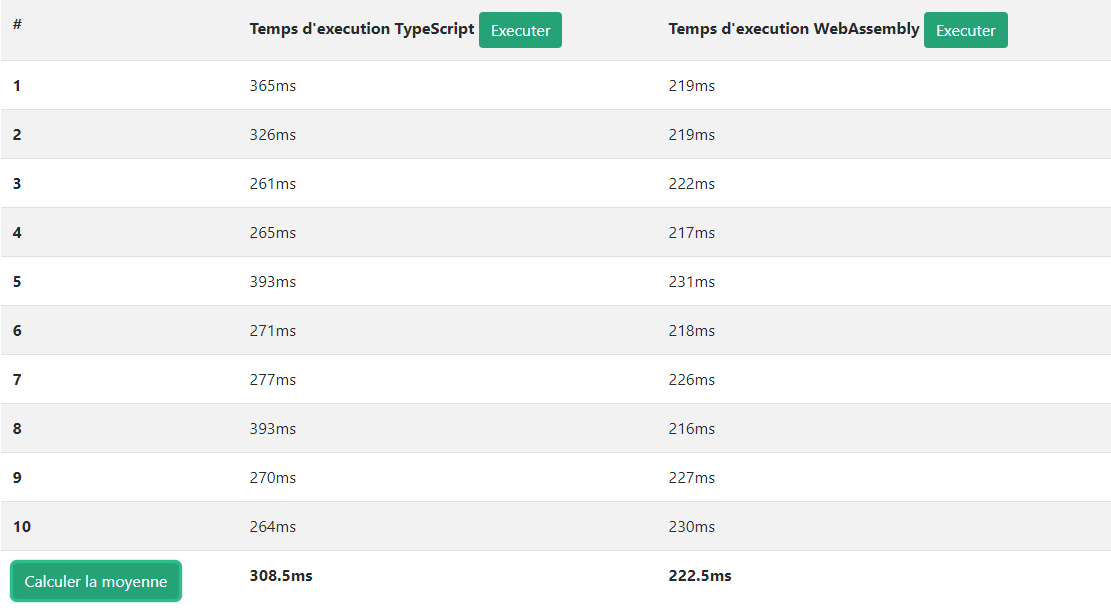 # Temps d'execution TypeScript Executer Temps d'execution WebAssembly Executer
1 365ms 219ms
2 326ms 219ms
3 261ms 222ms
4 265ms 217ms
5 393ms 231ms
6 271ms 218ms
7 277ms 226ms
8 393ms 216ms
9 270ms 227ms
10 264ms 230ms
Calculer la moyenne 308.5ms 222.5ms